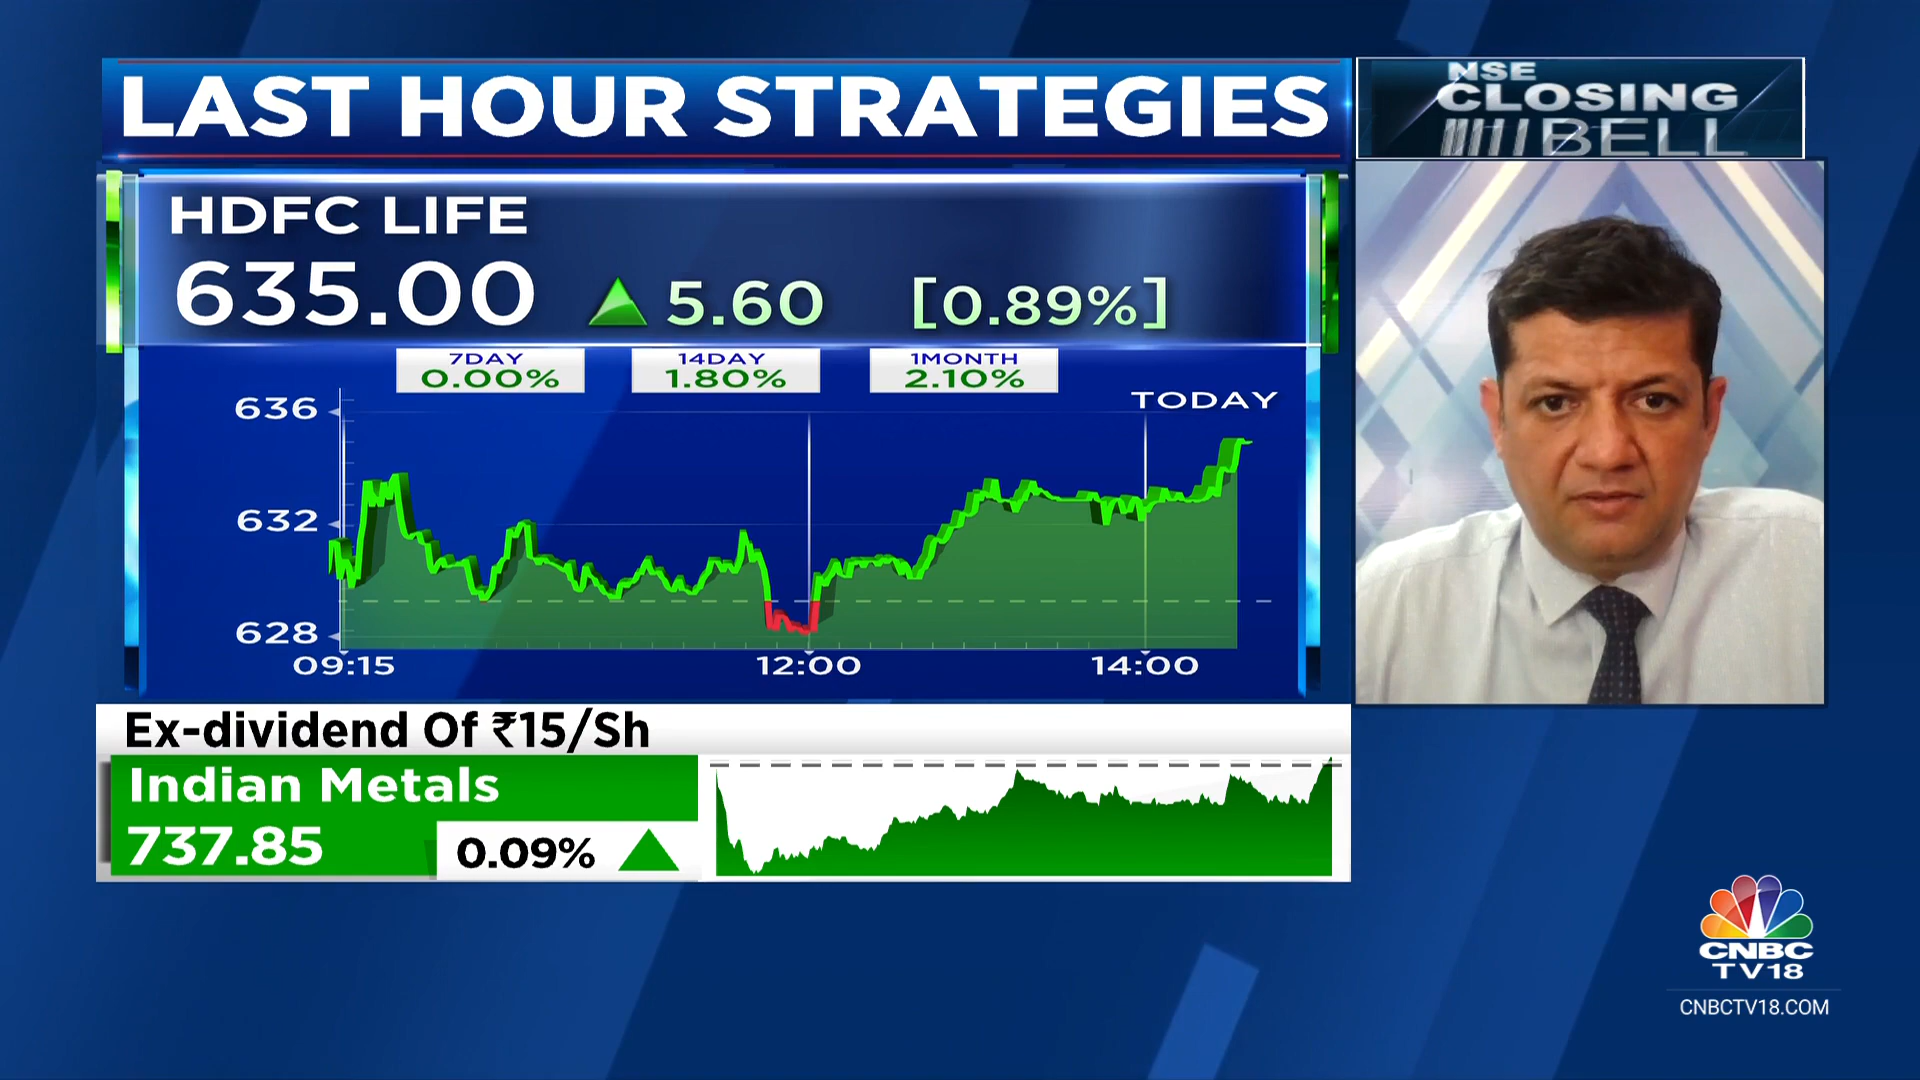 LAST HOUR STRATEGIES
NSE
CLOSING
BELL
HDFC LIFE
635.00 ▲ 5.60 [0.89%]
7DAY 14DAY 1MONTH
0.00% 1.80% 2.10%
TODAY
636
632
628
09:15 12:00 14:00
Ex-dividend Of ₹15/Sh
Indian Metals
737.85 0.09% ▲
CNBC
TV18
CNBCTV18.COM